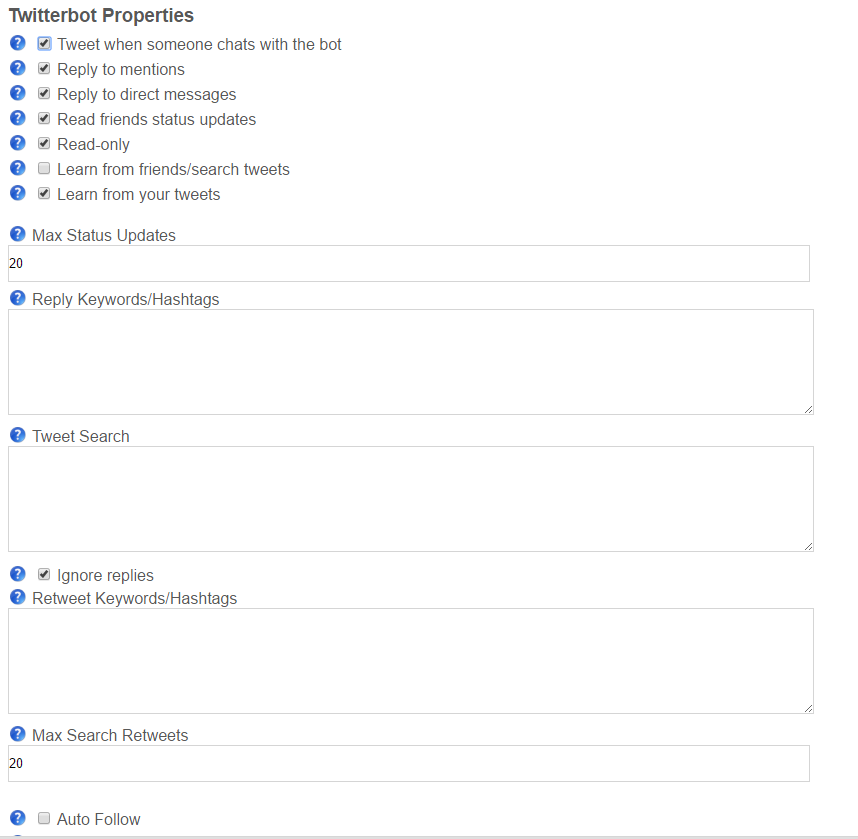 Twitterbot Properties
Tweet when someone chats with the bot
Reply to mentions
Reply to direct messages
Read friends status updates
Read-only
Learn from friends/search tweets
Learn from your tweets
Max Status Updates
20
Reply Keywords/Hashtags
Tweet Search
Ignore replies
Retweet Keywords/Hashtags
Max Search Retweets
20
Auto Follow